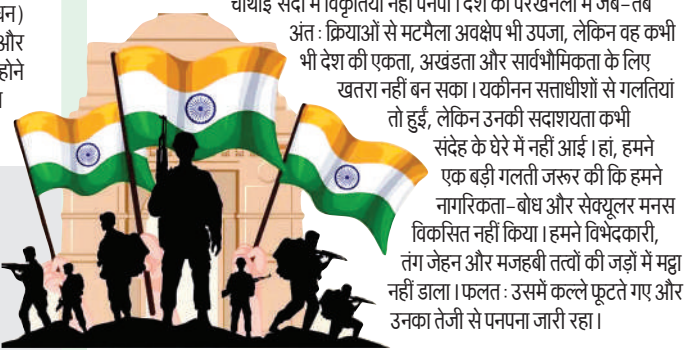 वन)
और
होने
चौथाई सदी में विकृतियां नहीं पनपीं। देश की परखनली में जब-तब
अंत: क्रियाओं से मटमैला अवक्षेप भी उपजा, लेकिन वह कभी
भी देश की एकता, अखंडता और सार्वभौमिकता के लिए
खतरा नहीं बन सका। यकीनन सत्ताधीशों से गलतियां
तो हुईं, लेकिन उनकी सदाशयता कभी
संदेह के घेरे में नहीं आई। हां, हमने
एक बड़ी गलती जरूर की कि हमने
नागरिकता-बोध और सेक्यूलर मनस
विकसित नहीं किया। हमने विभेदकारी,
तंग जेहन और मजहबी तत्वों की जड़ों में मट्ठा
नहीं डाला। फलत: उसमें कल्ले फूटते गए और
उनका तेजी से पनपना जारी रहा।